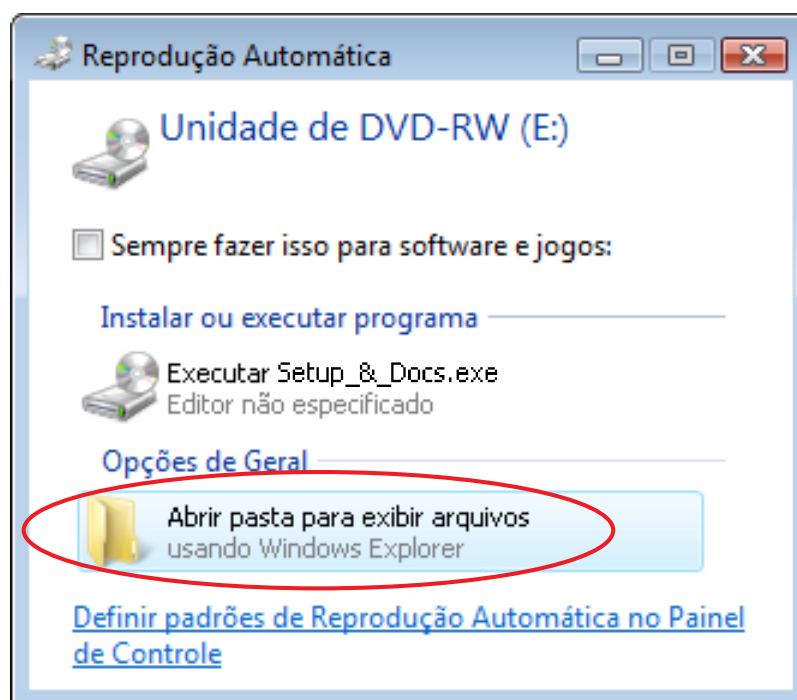 Reprodução Automática
Unidade de DVD-RW (E:)
Sempre fazer isso para software e jogos:
Instalar ou executar programa
Executar Setup_&_Docs.exe
Editor não especificado
Opções de Geral
Abrir pasta para exibir arquivos
usando Windows Explorer
Definir padrões de Reprodução Automática no Painel
de Controle